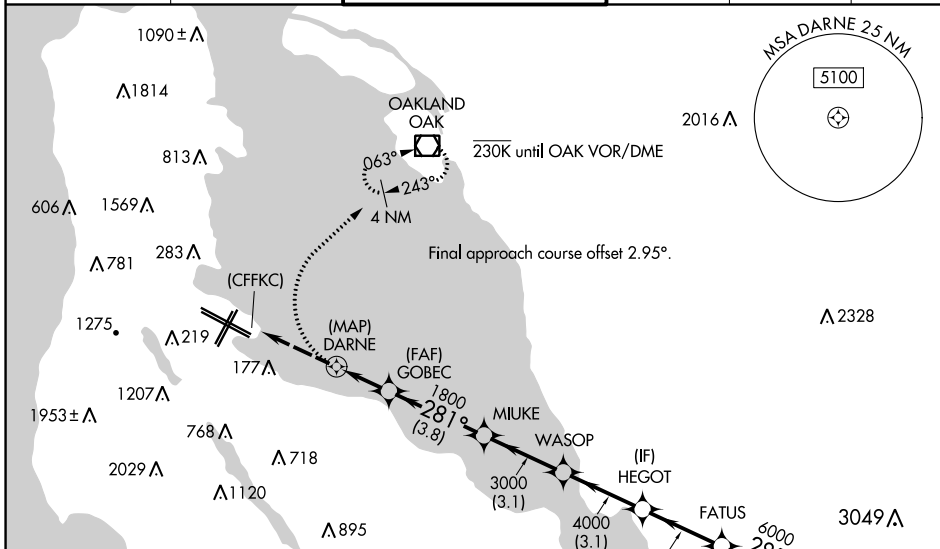 1090 ±
1814
MSA DARNE 25 NM
5100
OAKLAND
OAK
2016
813
230K until OAK VOR/DME
063°
243°
4 NM
606
1569
Final approach course offset 2.95°.
283
781
(CFFKC)
1275
219
(MAP)
DARNE
2328
177
(FAF)
GOBEC
1207
1800
281°
(3.8)
MIUKE
1953 ±
768
WASOP
(IF)
HEGOT
2029
718
3000
(3.1)
1120
4000
(3.1)
FATUS
6000
3049
895